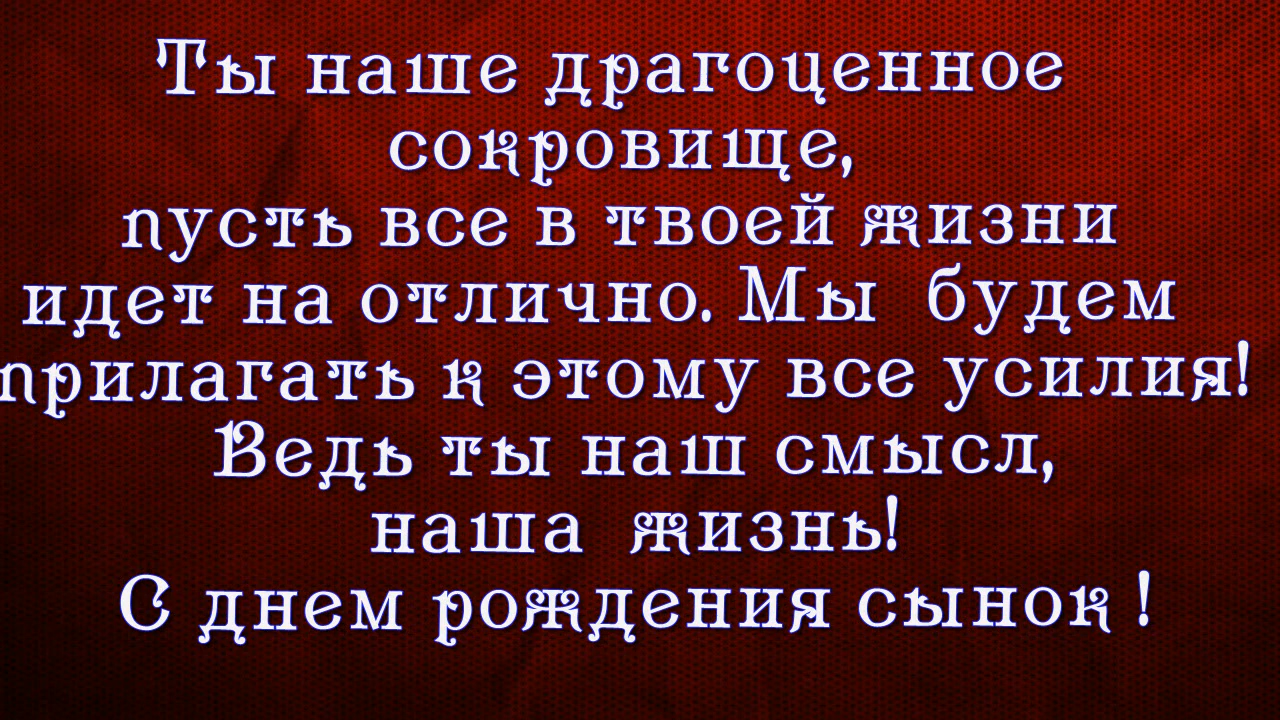 Ты наше драгоценное
сокровище,
пусть все в твоей жизни
идет на отлично. Мы будем
прилагать к этому все усилия!
Ведь ты наш смысл,
наша жизнь!
С днем рождения сынок !